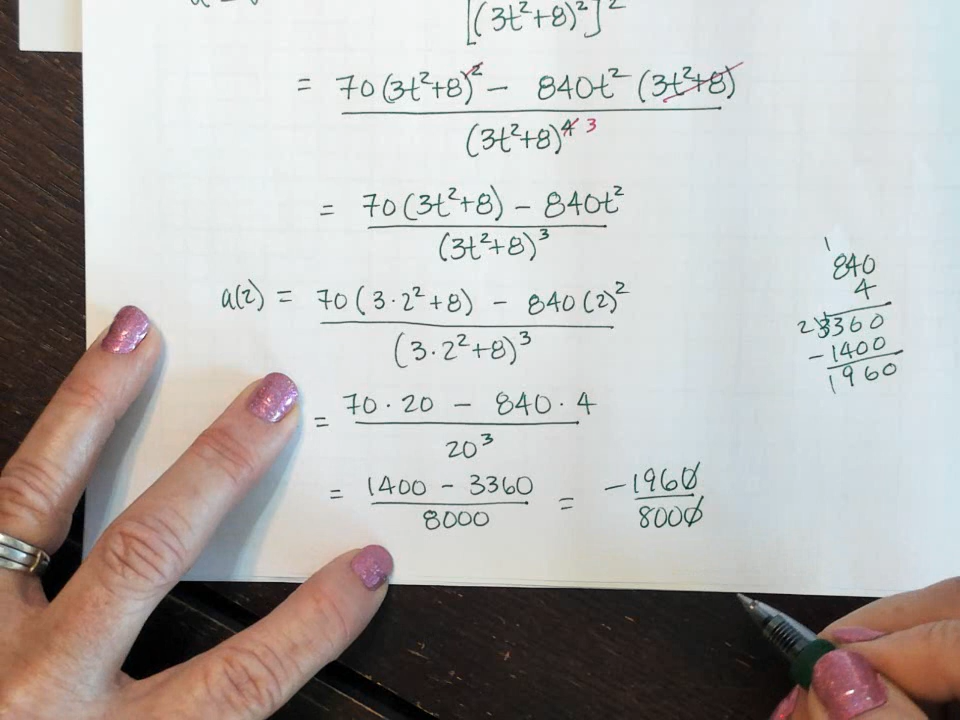 [(3t²+8)²]²
= 70(3t²+8)² − 840t² (3t²+8)
(3t²+8)⁴ 3
= 70(3t²+8) − 840t²
(3t²+8)³
a(2) = 70(3·2²+8) − 840(2)²
(3·2²+8)³
= 70·20 − 840·4
20³
= 1400 − 3360 = −1960
8000 8000
1
840
4
2 3360
−1400
1960